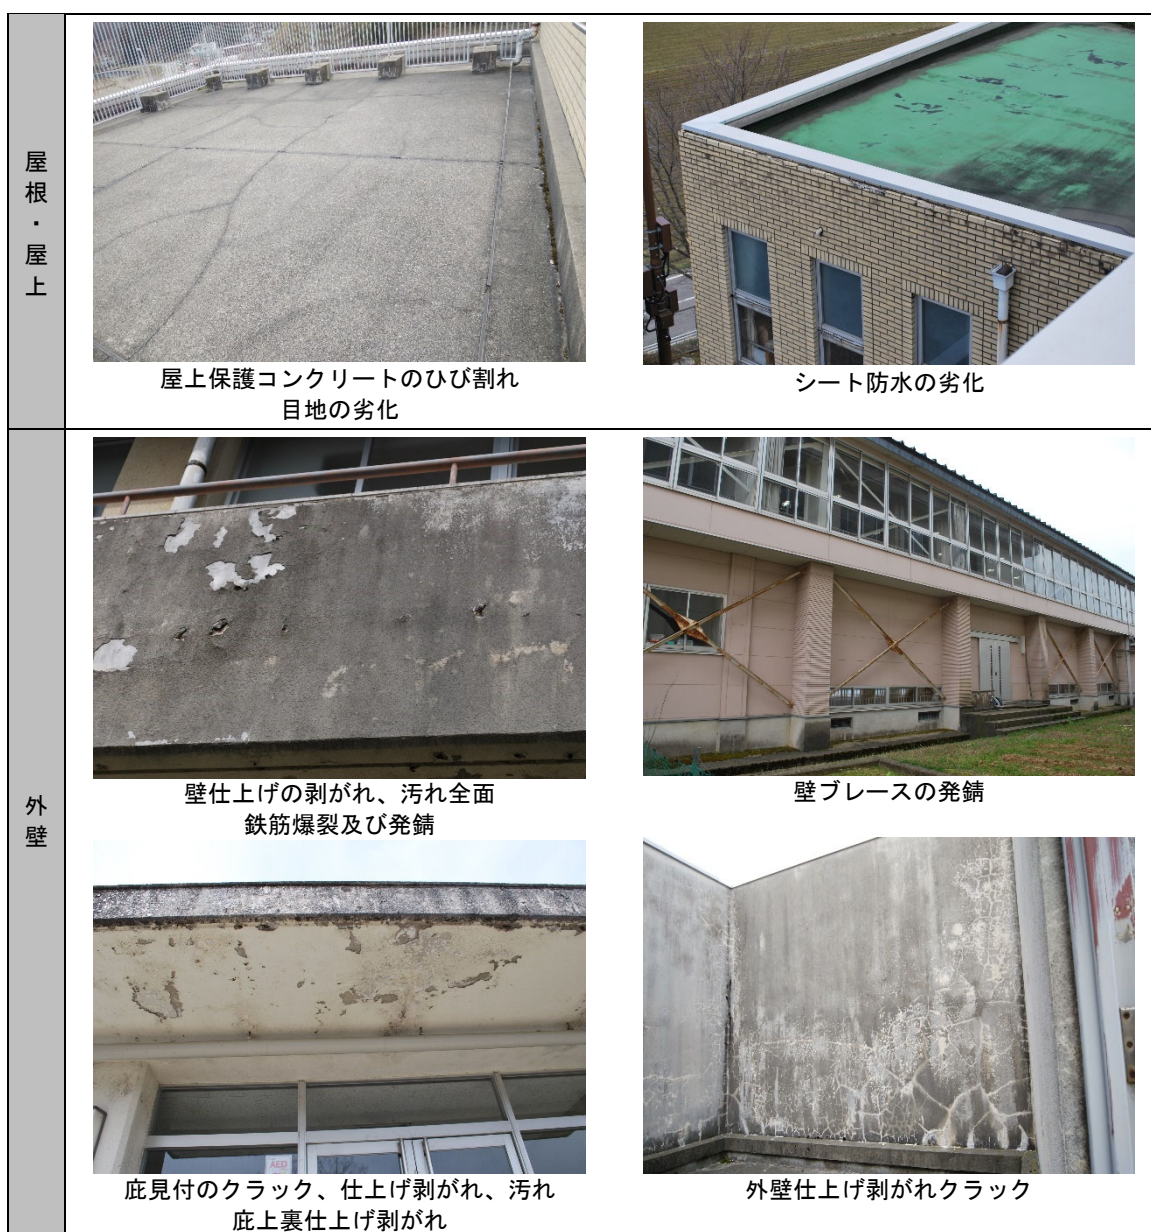 屋根・屋上
屋上保護コンクリートのひび割れ
目地の劣化
シート防水の劣化
外壁
壁仕上げの剥がれ、汚れ全面
鉄筋爆裂及び発錆
壁ブレースの発錆
AED
庇見付のクラック、仕上げ剥がれ、汚れ
庇上裏仕上げ剥がれ
外壁仕上げ剥がれクラック